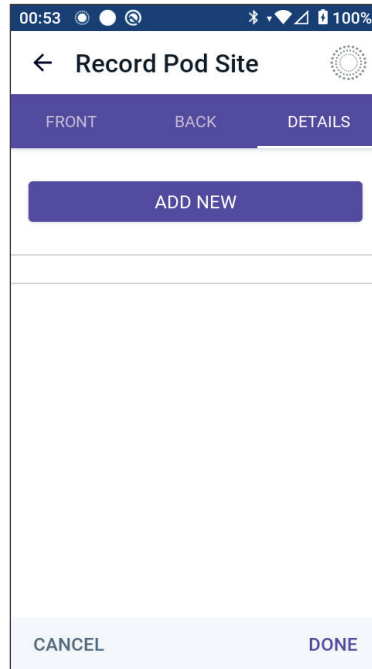 00:53 100%
Record Pod Site
FRONT BACK DETAILS
ADD NEW
CANCEL DONE